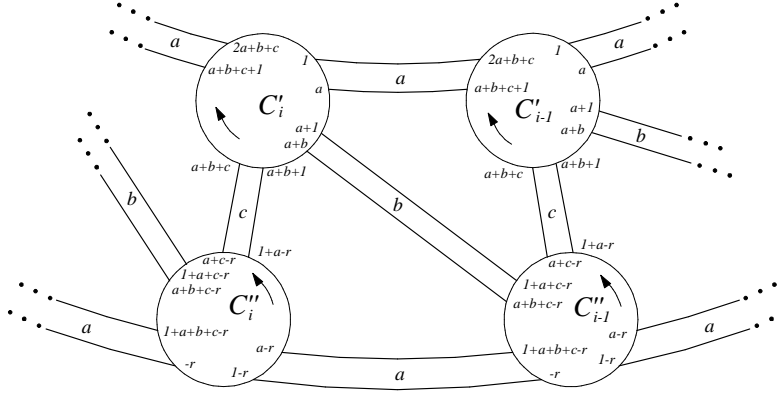 a
2a+b+c
1
a
2a+b+c
1
a
a+b+c+1
a
a+b+c+1
a
C'i
C'i-1
a+1
a+b
a+1
a+b
b
a+b+c
a+b+1
a+b+c
a+b+1
b
c
b
c
a+c-r
1+a-r
a+c-r
1+a-r
1+a+c-r
a+b+c-r
1+a+c-r
a+b+c-r
C''i
C''i-1
a
1+a+b+c-r
a-r
1+a+b+c-r
a-r
a
-r
1-r
a
-r
1-r